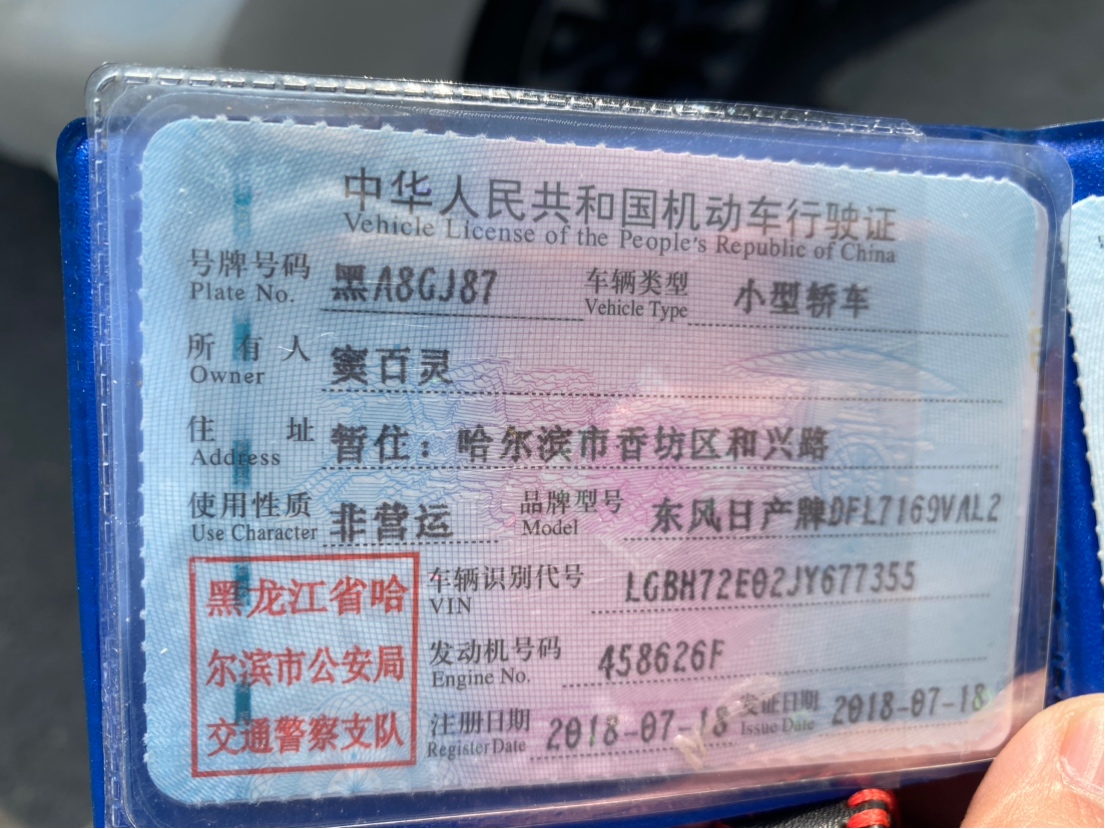 中华人民共和国机动车行驶证
Vehicle License of the People's Republic of China
号牌号码 黑A8GJ87 车辆类型 小型轿车
Plate No. Vehicle Type
所有人 窦百灵
Owner
住址 暂住：哈尔滨市香坊区和兴路
Address
使用性质 非营运 品牌型号 东风日产牌DFL7169VAL2
Use Character Model
车辆识别代号 LGBH72E02JY677355
VIN
发动机号码 458626F
Engine No.
注册日期 2018-07-18 发证日期 2018-07-18
Register Date Issue Date
黑龙江省哈
尔滨市公安局
交通警察支队